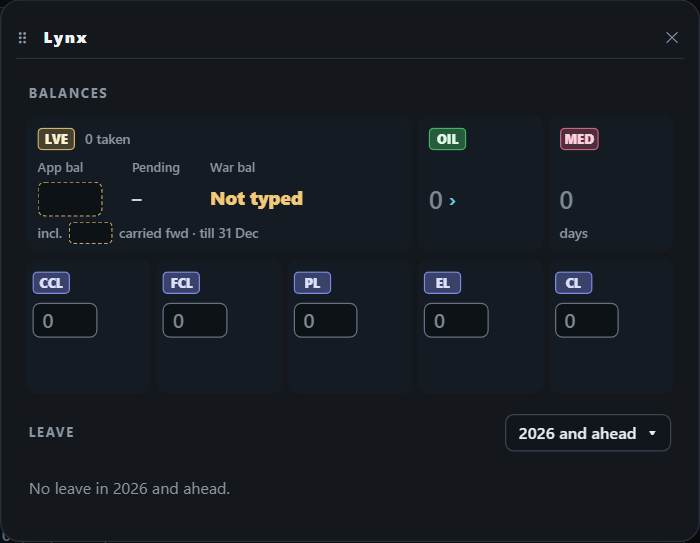 Lynx
BALANCES
LVE 0 taken
App bal Pending War bal
– Not typed
incl. carried fwd · till 31 Dec
OIL
0 ›
MED
0
days
CCL
0
FCL
0
PL
0
EL
0
CL
0
LEAVE
2026 and ahead
No leave in 2026 and ahead.